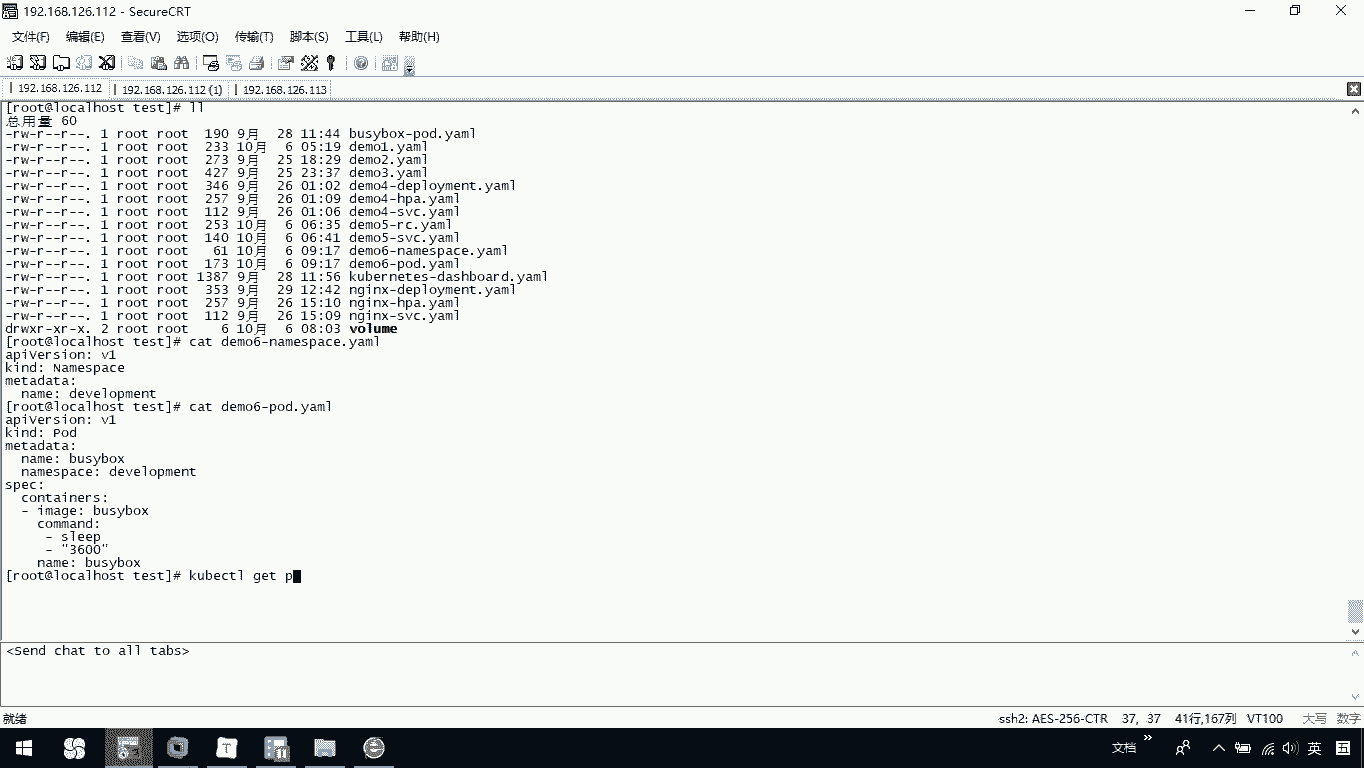 192.168.126.112 - SecureCRT
文件(F) 编辑(E) 查看(V) 选项(O) 传输(T) 脚本(S) 工具(L) 帮助(H)
192.168.126.112 192.168.126.112 (1) 192.168.126.113
[root@localhost test]# ll
总用量 60
-rw-r--r--. 1 root root  190 9月  28 11:44 busybox-pod.yaml
-rw-r--r--. 1 root root  233 10月  6 05:19 demo1.yaml
-rw-r--r--. 1 root root  273 9月  25 18:29 demo2.yaml
-rw-r--r--. 1 root root  427 9月  25 23:37 demo3.yaml
-rw-r--r--. 1 root root  346 9月  26 01:02 demo4-deployment.yaml
-rw-r--r--. 1 root root  257 9月  26 01:09 demo4-hpa.yaml
-rw-r--r--. 1 root root  112 9月  26 01:06 demo4-svc.yaml
-rw-r--r--. 1 root root  253 10月  6 06:35 demo5-rc.yaml
-rw-r--r--. 1 root root  140 10月  6 06:41 demo5-svc.yaml
-rw-r--r--. 1 root root   61 10月  6 09:17 demo6-namespace.yaml
-rw-r--r--. 1 root root  173 10月  6 09:17 demo6-pod.yaml
-rw-r--r--. 1 root root 1387 9月  28 11:56 kubernetes-dashboard.yaml
-rw-r--r--. 1 root root  353 9月  29 12:42 nginx-deployment.yaml
-rw-r--r--. 1 root root  257 9月  26 15:10 nginx-hpa.yaml
-rw-r--r--. 1 root root  112 9月  26 15:09 nginx-svc.yaml
drwxr-xr-x. 2 root root    6 10月  6 08:03 volume
[root@localhost test]# cat demo6-namespace.yaml
apiVersion: v1
kind: Namespace
metadata:
  name: development
[root@localhost test]# cat demo6-pod.yaml
apiVersion: v1
kind: Pod
metadata:
  name: busybox
  namespace: development
spec:
  containers:
  - image: busybox
    command:
     - sleep
     - "3600"
    name: busybox
[root@localhost test]# kubectl get p
<Send chat to all tabs>
就绪 ssh2: AES-256-CTR 37, 37 41行,167列 VT100 大写 数字
文档 英 五